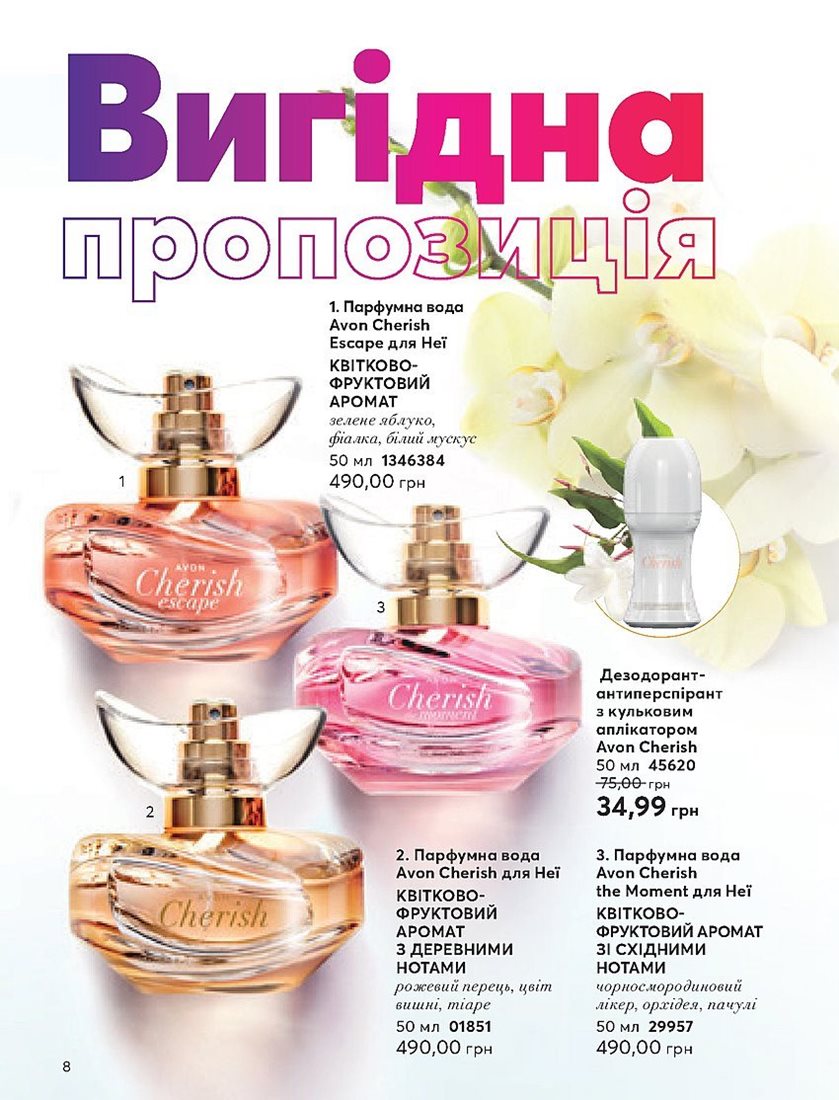 Вигідна
пропозиція
1. Парфумна вода
Avon Cherish
Escape для Неї
КВІТКОВО-
ФРУКТОВИЙ
АРОМАТ
зелене яблуко,
фіалка, білий мускус
50 мл 1346384
490,00 грн
1
AVON
Cherish
escape
3
AVON
Cherish
moment
Cherish
Дезодорант-
антиперспірант
з кульковим
аплікатором
Avon Cherish
50 мл 45620
75,00 грн
34,99 грн
2
Cherish
2. Парфумна вода
Avon Cherish для Неї
КВІТКОВО-
ФРУКТОВИЙ
АРОМАТ
З ДЕРЕВНИМИ
НОТАМИ
рожевий перець, цвіт
вишні, тіаре
50 мл 01851
490,00 грн
3. Парфумна вода
Avon Cherish
the Moment для Неї
КВІТКОВО-
ФРУКТОВИЙ АРОМАТ
ЗІ СХІДНИМИ
НОТАМИ
чорносмородиновий
лікер, орхідея, пачулі
50 мл 29957
490,00 грн
8